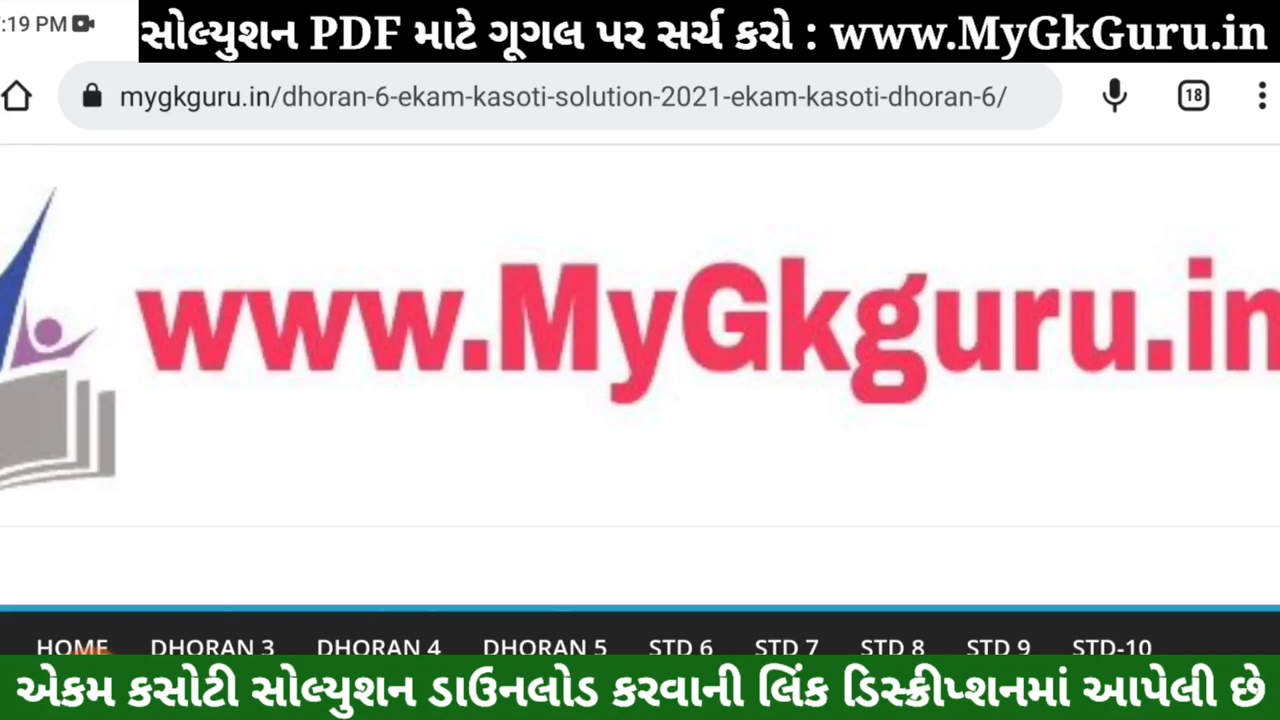 :19 PM
સોલ્યુશન PDF માટે ગૂગલ પર સર્ચ કરો : www.MyGkGuru.in
mygkguru.in/dhoran-6-ekam-kasoti-solution-2021-ekam-kasoti-dhoran-6/
18
www.MyGkguru.in
HOME DHORAN 3 DHORAN 4 DHORAN 5 STD 6 STD 7 STD 8 STD 9 STD-10
એકમ કસોટી સોલ્યુશન ડાઉનલોડ કરવાની લિંક ડિસ્ક્રીપ્શનમાં આપેલી છે